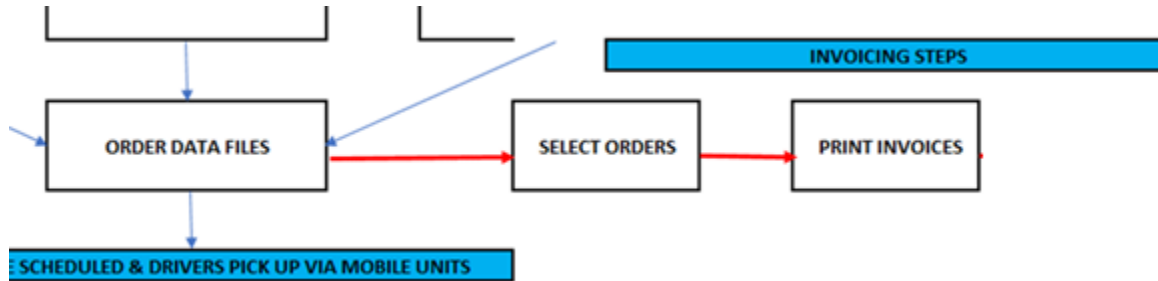 INVOICING STEPS
ORDER DATA FILES
SELECT ORDERS
PRINT INVOICES
SCHEDULED & DRIVERS PICK UP VIA MOBILE UNITS